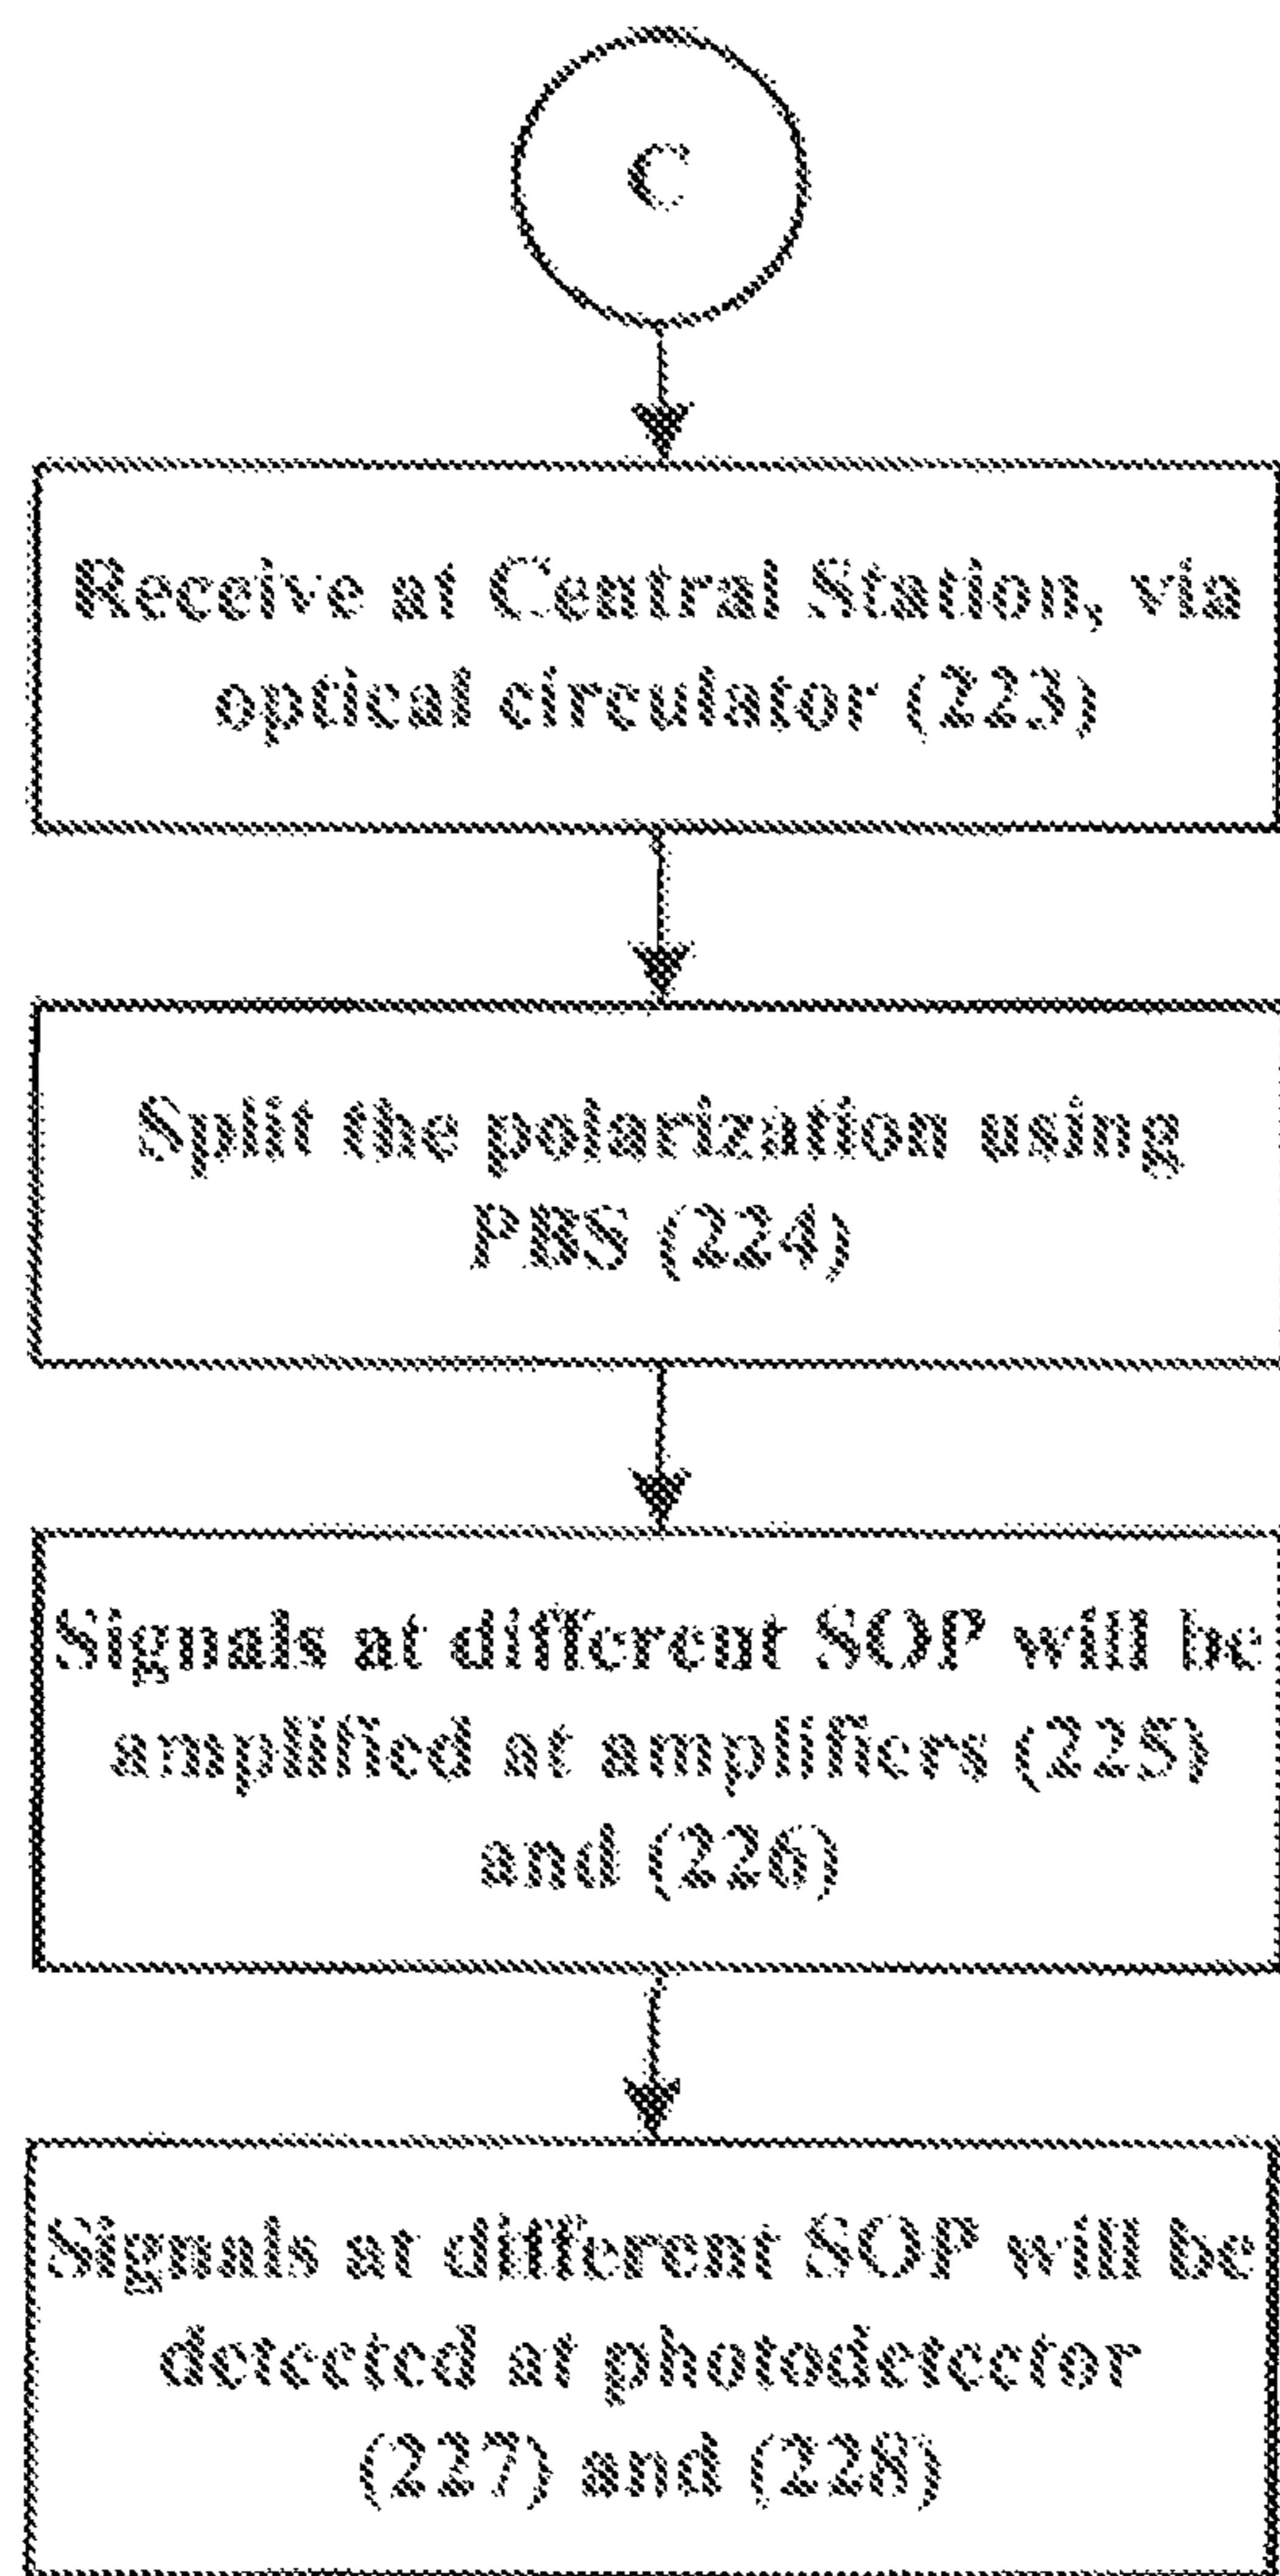 C
Receive at Central Station, via
optical circulator (223)
Split the polarization using
PBS (224)
Signals at different SOP will be
amplified at amplifiers (225)
and (226)
Signals at different SOP will be
detected at photodetector
(227) and (228)